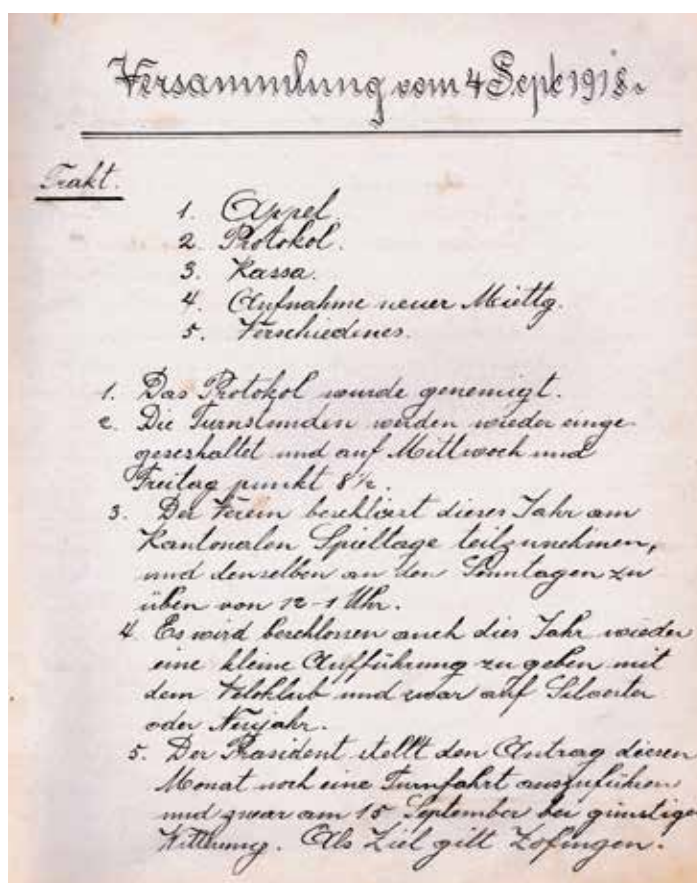 Versammlung vom 4 Sept 1918.
Trakt.
1. Appel.
2. Protokol.
3. Kassa.
4. Aufnahme neuer Miettg.
5. Verschiedenes.
1. Das Protokol wurde genemigt.
2. Die Turnstunden werden wieder einge-
geschaltet und auf Mittwoch und
Freitag punkt 8½.
3. Der Verein beschliest dieses Jahr am
Kantonalen Spieltage teilzunehmen,
und denselben an den Sonntagen zu
üben von 12-1 Uhr.
4. Es wird beschlossen auch dies Jahr wieder
eine kleine Aufführung zu geben mit
dem Veloklub und zwar auf Silvester
oder Neujahr.
5. Der Präsident stellt den Antrag diesen
Monat noch eine Turnfahrt auszuführen
und zwar am 15 September bei günstiger
Witterung. Als Ziel gilt Zofingen.